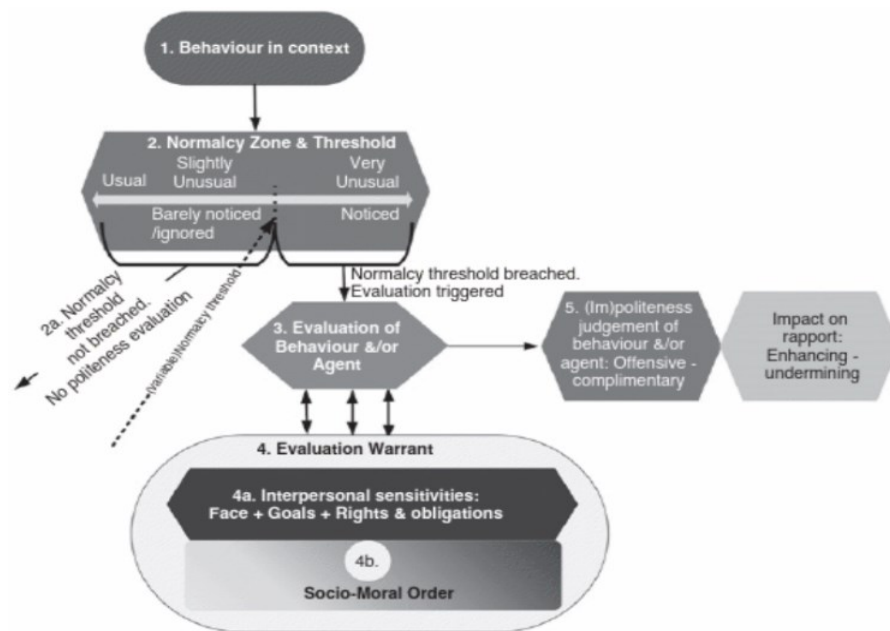 1. Behaviour in context
2. Normalcy Zone & Threshold
Slightly
Unusual
Very
Unusual
Usual
Barely noticed
/ignored
Noticed
2a. Normalcy
threshold
not breached.
No politeness evaluation
(variable)Normalcy threshold
Normalcy threshold breached.
Evaluation triggered
3. Evaluation of
Behaviour &/or
Agent
5. (Im)politeness
judgement of
behaviour &/or
agent: Offensive -
complimentary
Impact on
rapport:
Enhancing -
undermining
4. Evaluation Warrant
4a. Interpersonal sensitivities:
Face + Goals + Rights & obligations
4b.
Socio-Moral Order